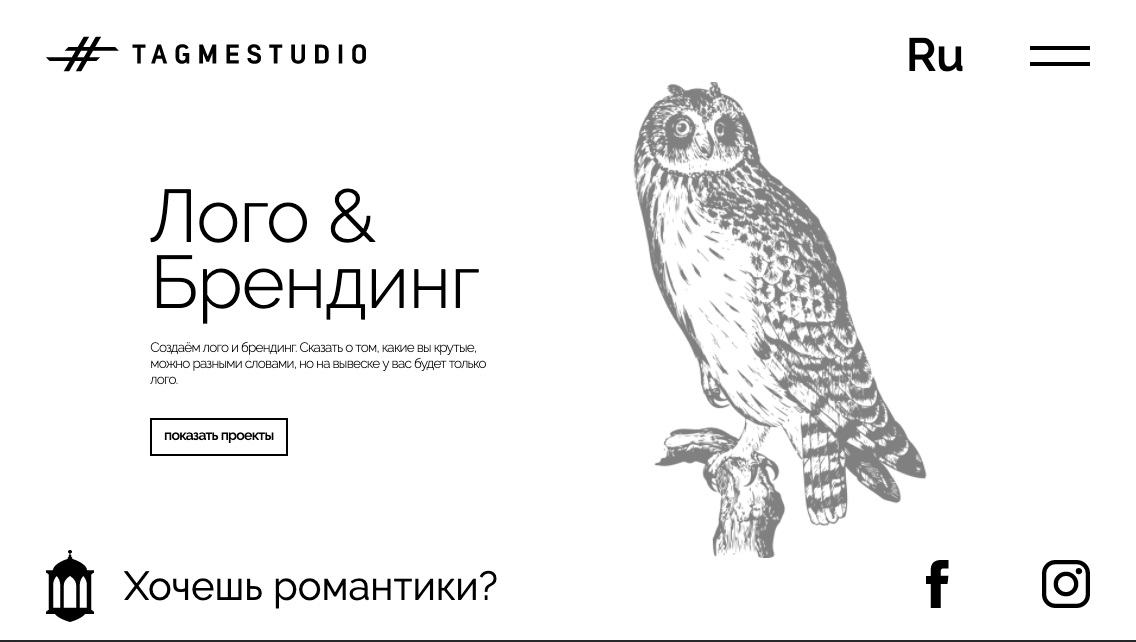 TAGMESTUDIO
Ru
Лого &
Брендинг
Создаём лого и брендинг. Сказать о том, какие вы крутые,
можно разными словами, но на вывеске у вас будет только
лого.
показать проекты
Хочешь романтики?